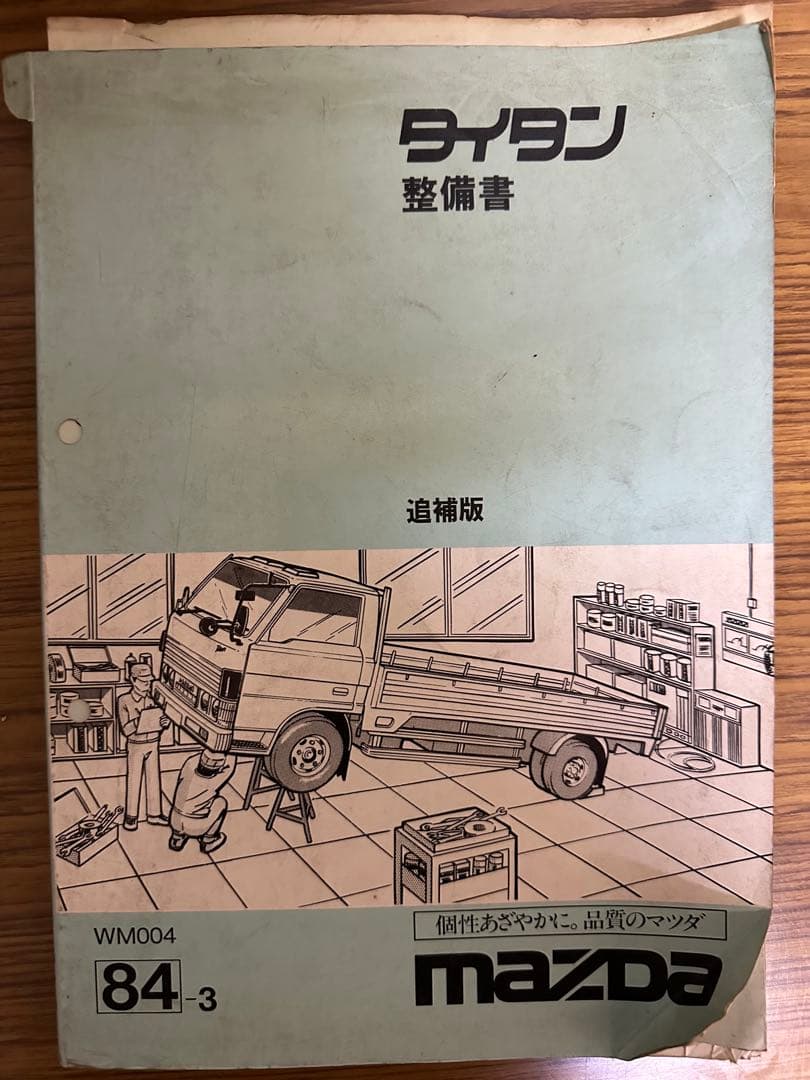 タイタン
整備書
追補版
WM004
84-3
個性あざやかに。品質のマツダ
mazda